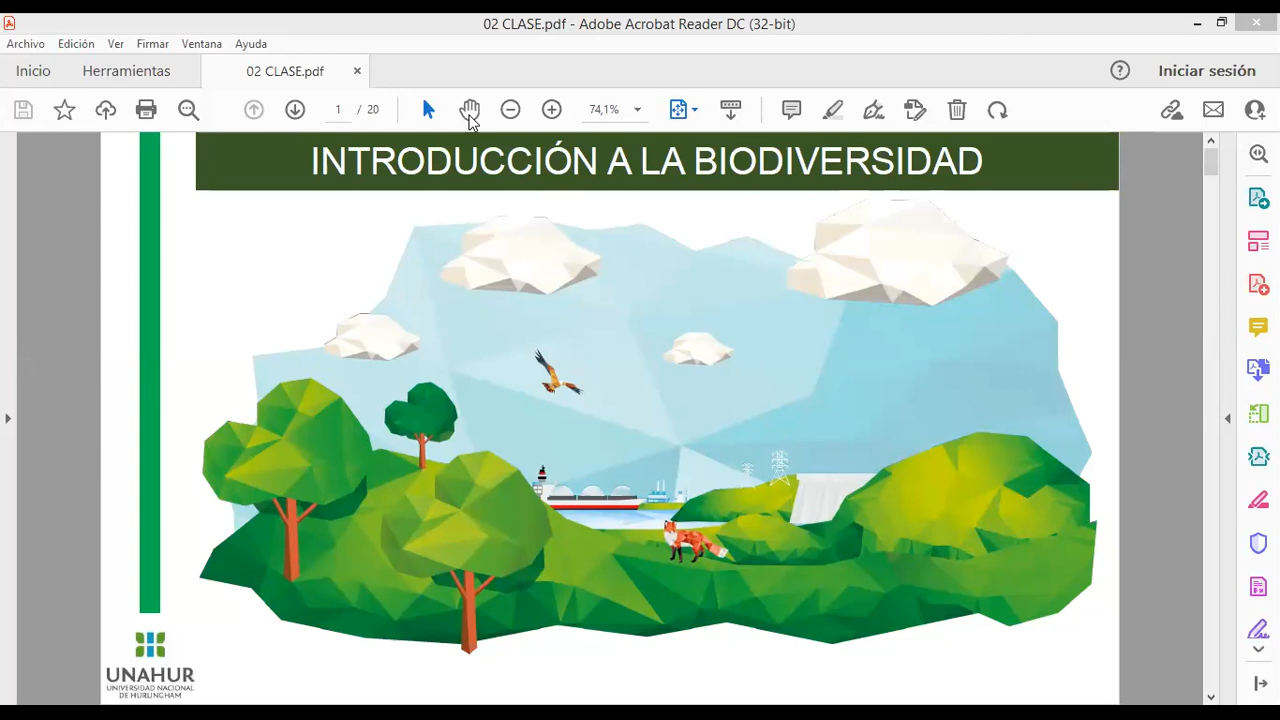 02 CLASE.pdf - Adobe Acrobat Reader DC (32-bit)
Archivo Edición Ver Firmar Ventana Ayuda
Inicio Herramientas 02 CLASE.pdf × ? Iniciar sesión
1 / 20 74,1%
INTRODUCCIÓN A LA BIODIVERSIDAD
UNAHUR
UNIVERSIDAD NACIONAL
DE HURLINGHAM